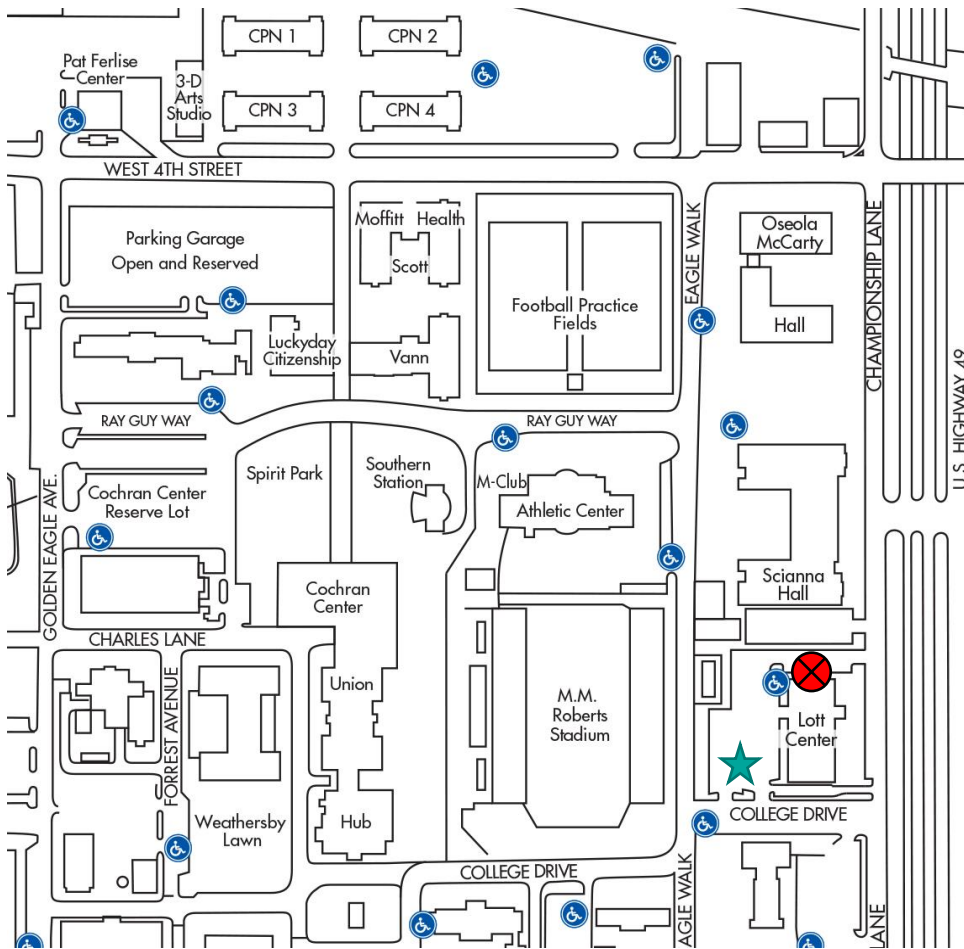 CPN 1
CPN 2
Pat Ferlise
Center
3-D
Arts
Studio
CPN 3
CPN 4
WEST 4TH STREET
Moffitt Health
Scott
Parking Garage
Open and Reserved
EAGLE WALK
Oseola
McCarty
Hall
CHAMPIONSHIP LANE
Football Practice
Fields
Luckyday
Citizenship
Vann
U.S. HIGHWAY 49
RAY GUY WAY
RAY GUY WAY
Spirit Park
Southern
Station
M-Club
Athletic Center
Cochran Center
Reserve Lot
GOLDEN EAGLE AVE.
Scianna
Hall
Cochran
Center
CHARLES LANE
Union
M.M.
Roberts
Stadium
Lott
Center
FORREST AVENUE
Weathersby
Lawn
Hub
COLLEGE DRIVE
COLLEGE DRIVE
EAGLE WALK
LANE